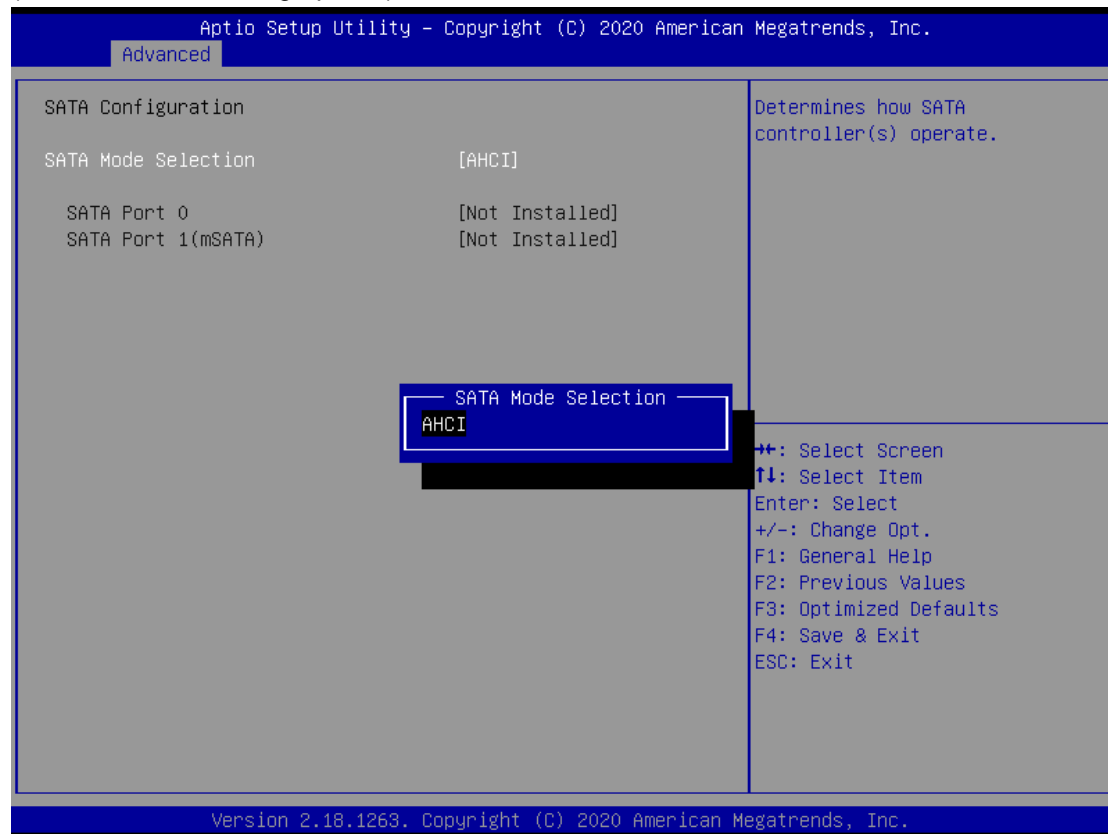 Aptio Setup Utility – Copyright (C) 2020 American Megatrends, Inc.
Advanced
SATA Configuration
SATA Mode Selection [AHCI]
SATA Port 0 [Not Installed]
SATA Port 1(mSATA) [Not Installed]
SATA Mode Selection
AHCI
Determines how SATA
controller(s) operate.
→←: Select Screen
↑↓: Select Item
Enter: Select
+/-: Change Opt.
F1: General Help
F2: Previous Values
F3: Optimized Defaults
F4: Save & Exit
ESC: Exit
Version 2.18.1263. Copyright (C) 2020 American Megatrends, Inc.